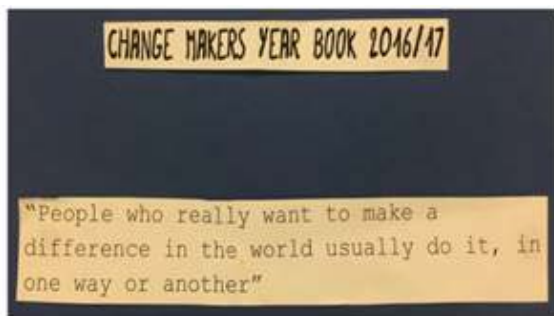 CHANGE MAKERS YEAR BOOK 2016/17
"People who really want to make a
difference in the world usually do it, in
one way or another"